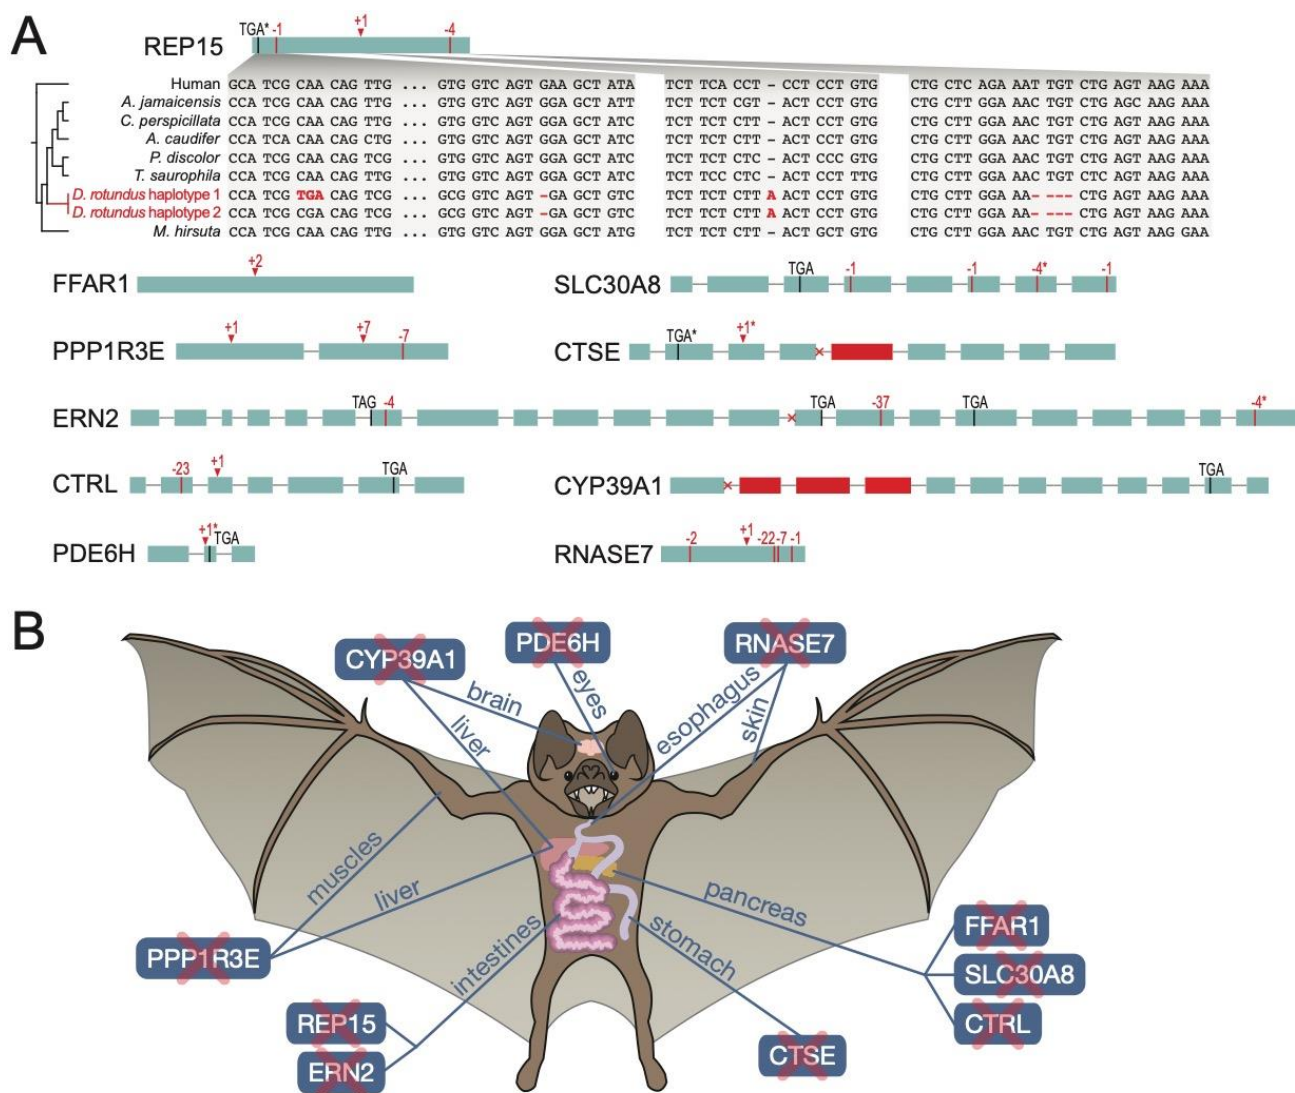 A
REP15
TGA* -1 +1 -4
Human GCA TCG CAA CAG TTG ... GTG GTC AGT GAA GCT ATA TCT TCA CCT - CCT CCT GTG CTG CTC AGA AAT TGT CTG AGT AAG AAA
A. jamaicensis CCA TCG CAA CAG TCG ... GTG GTC AGT GGA GCT ATT TCT TCT CGT - ACT CCT GTG CTG CTT GGA AAC TGT CTG AGC AAG AAA
C. perspicillata CCA TCG CAA CAG TCG ... GTG GTC AGT GGA GCT ATC TCT TCT CTT - ACT CCT GTG CTG CTT GGA AAC TGT CTG AGT AAG AAA
A. caudifer CCA TCA CAA CAG CTG ... GTG GTC AGT GGA GCT ATC TCT TCT CTT - ACT CCT GTG CTG CTT GGA AAC TGT CTG AGT AAG AAA
P. discolor CCA TCG CAA CAG TCG ... GTG GTC AGT GGA GCT ATC TCT TCT CTC - ACT CCT GTG CTG CTT GGA AAC TGT CTG AGT AAG AAA
T. saurophila CCA TCG CAA CAG TCG ... GTG GTC AGT GGA GCT ATC TCT TCC CTC - ACT CCT TTG CTG CTT GGA AAC TGT CTC AGT AAG AAA
D. rotundus haplotype 1 CCA TCG TGA CAG TCG ... GCG GTC AGT -GA GCT GTC TCT TCT CTT A ACT CCT GTG CTG CTT GGA AA- --- CTG AGT AAG AAA
D. rotundus haplotype 2 CCA TCG CGA CAG TCG ... GCG GTC AGT -GA GCT GTC TCT TCT CTT A ACT CCT GTG CTG CTT GGA AA- --- CTG AGT AAG AAA
M. hirsuta CCA TCG CAA CAG TTG ... GTG GTC AGT GGA GCT ATG TCT TCT CTT - ACT GCT GTG CTG CTT GGA AAC TGT CTG AGT AAG GAA
FFAR1
+2
SLC30A8
TGA -1 -1 -4* -1
PPP1R3E
+1 +7 -7
CTSE
TGA* +1* ×
ERN2
TAG -4 × TGA -37 TGA -4*
CTRL
-23 +1 TGA
CYP39A1
× TGA
PDE6H
+1* TGA
RNASE7
-2 +1 -22 -7 -1
B
CYP39A1
PDE6H
RNASE7
brain
liver
eyes
esophagus
skin
muscles
liver
intestines
pancreas
stomach
PPP1R3E
REP15
ERN2
CTSE
FFAR1
SLC30A8
CTRL